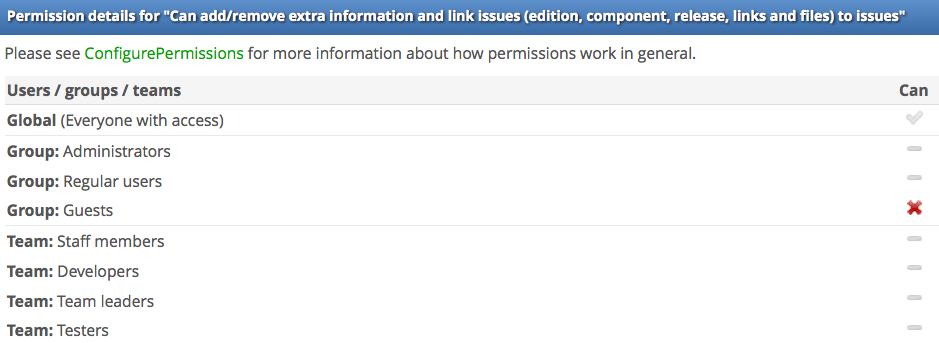 Permission details for "Can add/remove extra information and link issues (edition, component, release, links and files) to issues"
Please see ConfigurePermissions for more information about how permissions work in general.
Users / groups / teams Can
Global (Everyone with access)
Group: Administrators
Group: Regular users
Group: Guests
Team: Staff members
Team: Developers
Team: Team leaders
Team: Testers